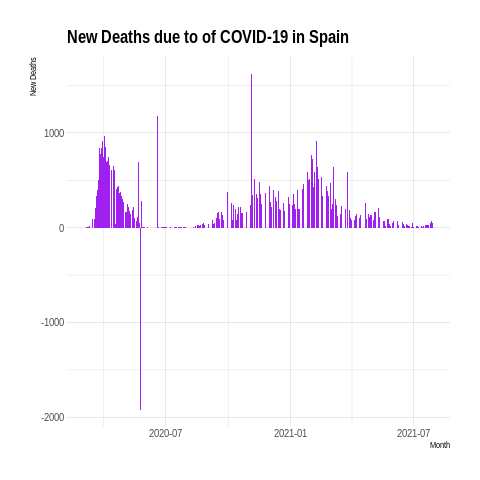 New Deaths due to of COVID-19 in Spain
New Deaths
1000
0
-1000
-2000
2020-07
2021-01
2021-07
Month